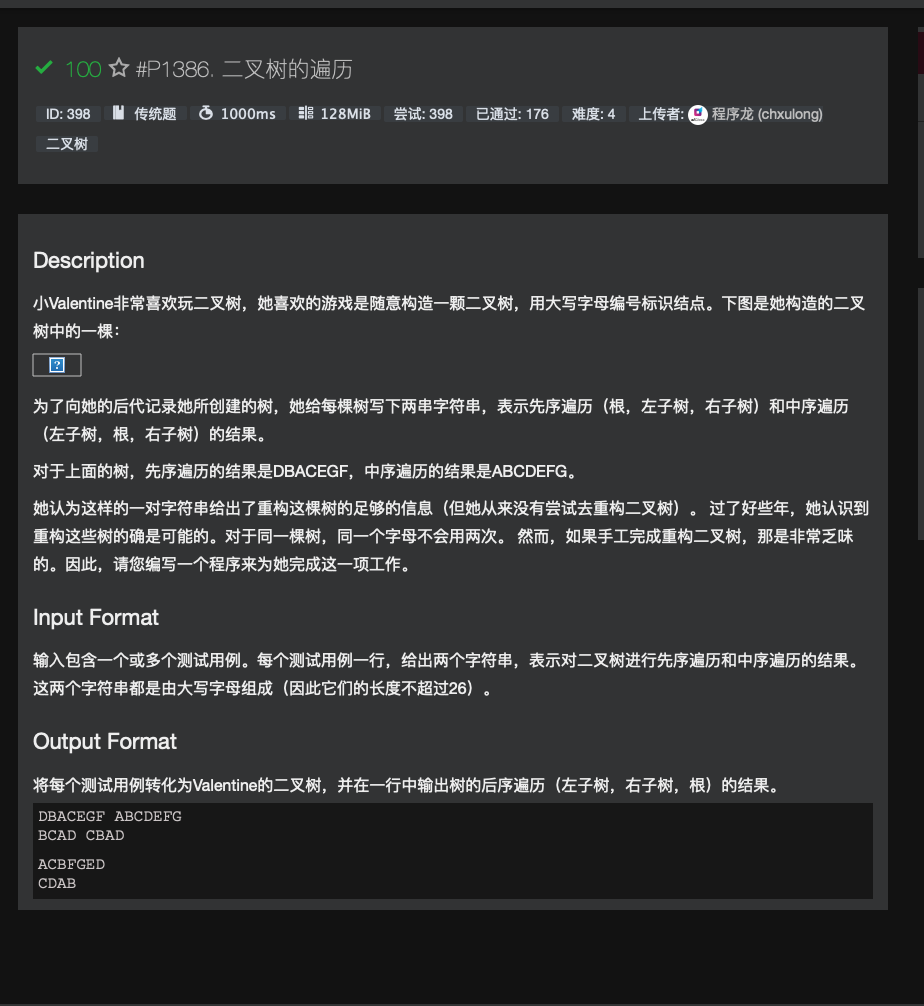 100 #P1386. 二叉树的遍历
ID: 398 传统题 1000ms 128MiB 尝试: 398 已通过: 176 难度: 4 上传者: 程序龙 (chxulong)
二叉树
Description
小Valentine非常喜欢玩二叉树，她喜欢的游戏是随意构造一颗二叉树，用大写字母编号标识结点。下图是她构造的二叉
树中的一棵：
?
为了向她的后代记录她所创建的树，她给每棵树写下两串字符串，表示先序遍历（根，左子树，右子树）和中序遍历
（左子树，根，右子树）的结果。
对于上面的树，先序遍历的结果是DBACEGF，中序遍历的结果是ABCDEFG。
她认为这样的一对字符串给出了重构这棵树的足够的信息（但她从来没有尝试去重构二叉树）。 过了好些年，她认识到
重构这些树的确是可能的。对于同一棵树，同一个字母不会用两次。 然而，如果手工完成重构二叉树，那是非常乏味
的。因此，请您编写一个程序来为她完成这一项工作。
Input Format
输入包含一个或多个测试用例。每个测试用例一行，给出两个字符串，表示对二叉树进行先序遍历和中序遍历的结果。
这两个字符串都是由大写字母组成（因此它们的长度不超过26）。
Output Format
将每个测试用例转化为Valentine的二叉树，并在一行中输出树的后序遍历（左子树，右子树，根）的结果。
DBACEGF ABCDEFG
BCAD CBAD
ACBFGED
CDAB